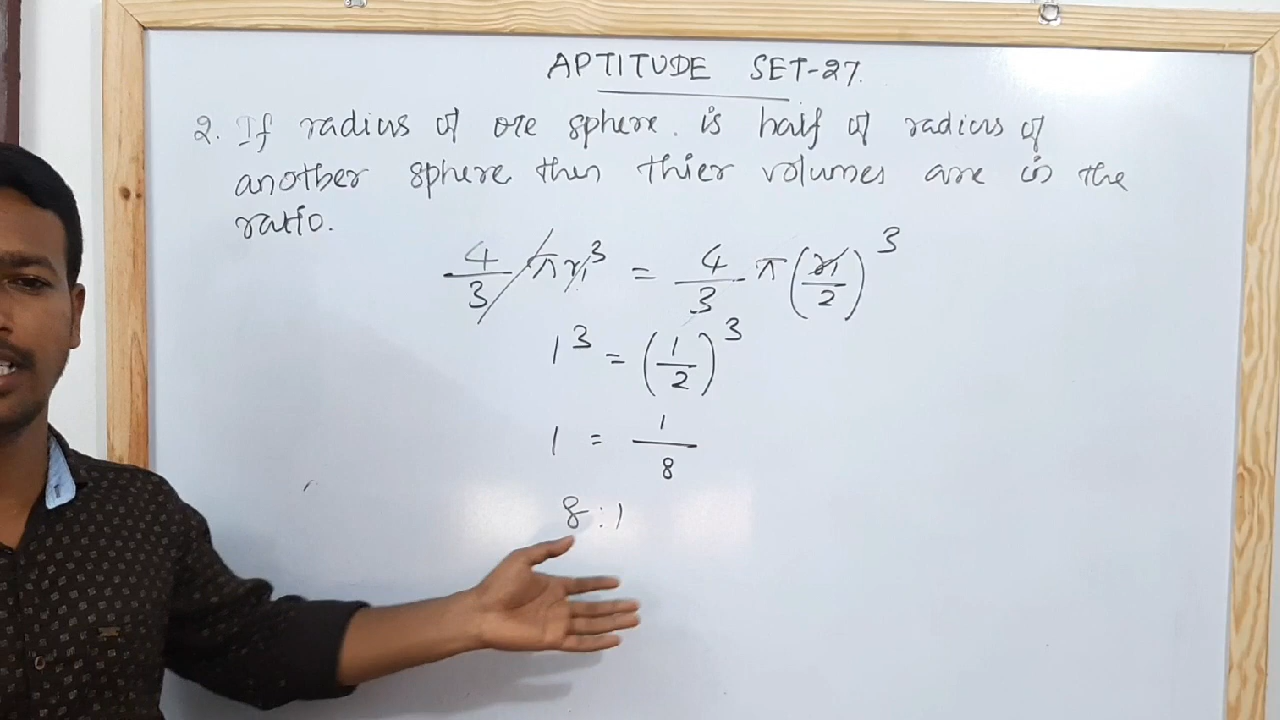 APTITUDE SET-27.
2. If radius of one sphere. is half of radius of
another sphere then thier volumes are in the
ratio.
4/3 πr₁³ = 4/3 π(r₁/2)³
1³ = (1/2)³
1 = 1/8
8:1